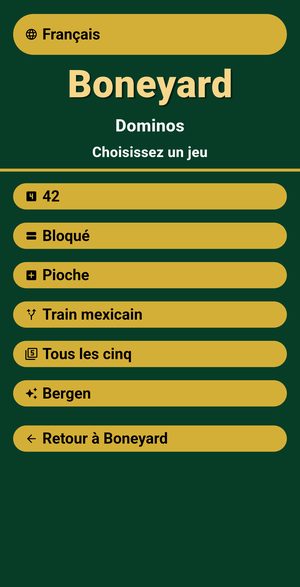 Français
Boneyard
Dominos
Choisissez un jeu
42
Bloqué
Pioche
Train mexicain
Tous les cinq
Bergen
Retour à Boneyard